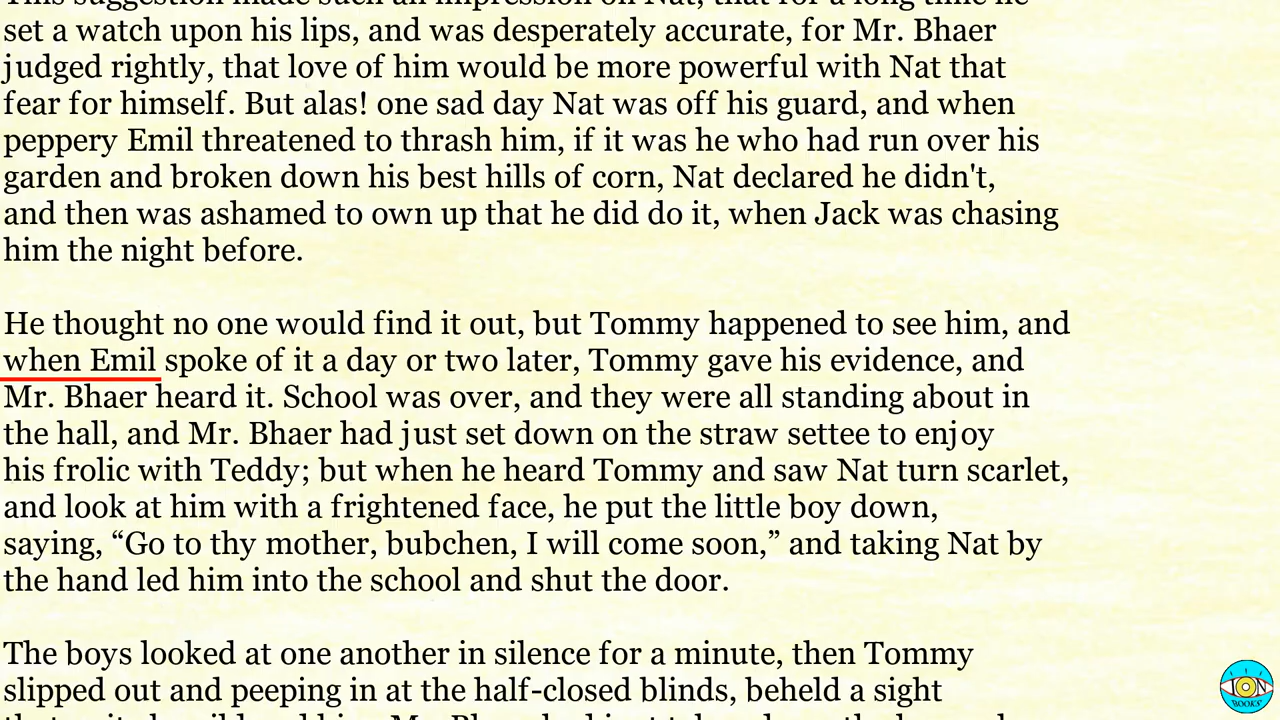 set a watch upon his lips, and was desperately accurate, for Mr. Bhaer
judged rightly, that love of him would be more powerful with Nat that
fear for himself. But alas! one sad day Nat was off his guard, and when
peppery Emil threatened to thrash him, if it was he who had run over his
garden and broken down his best hills of corn, Nat declared he didn't,
and then was ashamed to own up that he did do it, when Jack was chasing
him the night before.
He thought no one would find it out, but Tommy happened to see him, and
when Emil spoke of it a day or two later, Tommy gave his evidence, and
Mr. Bhaer heard it. School was over, and they were all standing about in
the hall, and Mr. Bhaer had just set down on the straw settee to enjoy
his frolic with Teddy; but when he heard Tommy and saw Nat turn scarlet,
and look at him with a frightened face, he put the little boy down,
saying, “Go to thy mother, bubchen, I will come soon,” and taking Nat by
the hand led him into the school and shut the door.
The boys looked at one another in silence for a minute, then Tommy
slipped out and peeping in at the half-closed blinds, beheld a sight
ION
BOOKS